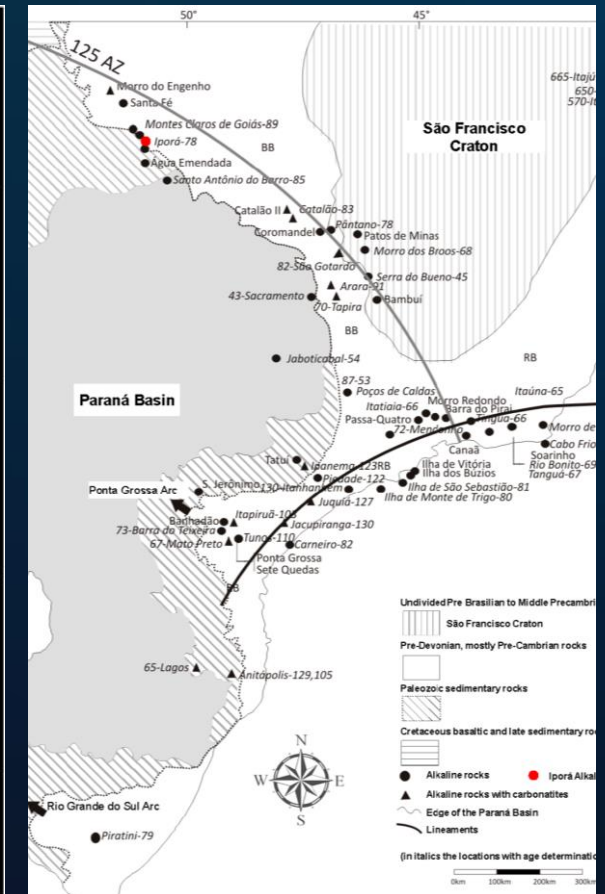 50°
45°
125 AZ
Morro do Engenho
Santa Fé
Montes Claros de Goiás-89
Iporá-78
Água Emendada
Santo Antônio do Barro-85
BB
São Francisco
Craton
665-Itajú
650-
570-It
Catalão II
Catalão-83
Pântano-78
Coromandel
Patos de Minas
Morro dos Broos-68
82-São Gotardo
Serra do Bueno-45
Arara-91
43-Sacramento
70-Tapira
Bambuí
BB
Jaboticabal-54
RB
87-53
Poços de Caldas
Itaúna-65
Paraná Basin
Itatiaia-66
Morro Redondo
Passa-Quatro
Barra do Piraí
72-Mendanha
Tinguá-66
Morro de
Canaã
Cabo Frio
Soarinho
Rio Bonito-69
Tanguá-67
Tatuí
Ipanema-123
RB
Ilha de Vitória
Ilha dos Búzios
Piedade-122
S. Jerônimo
130-Itanhanhém
Ilha de São Sebastião-81
Ilha de Monte de Trigo-80
Ponta Grossa Arc
Juquiá-127
Itapiruã-105
Banhadão
Jacupiranga-130
73-Barra do Teixeira
Tunas-110
67-Mato Preto
Carneiro-82
Ponta Grossa
Sete Quedas
BB
65-Lagos
Anitápolis-129,105
Rio Grande do Sul Arc
Piratini-79
N
W
E
S
Undivided Pre Brasilian to Middle Precambri
São Francisco Craton
Pre-Devonian, mostly Pre-Cambrian rocks
Paleozoic sedimentary rocks
Cretaceous basaltic and late sedimentary ro
Alkaline rocks
Iporá Alkal
Alkaline rocks with carbonatites
Edge of the Paraná Basin
Lineaments
(in italics the locations with age determinatio
0km 100km 200km 300km